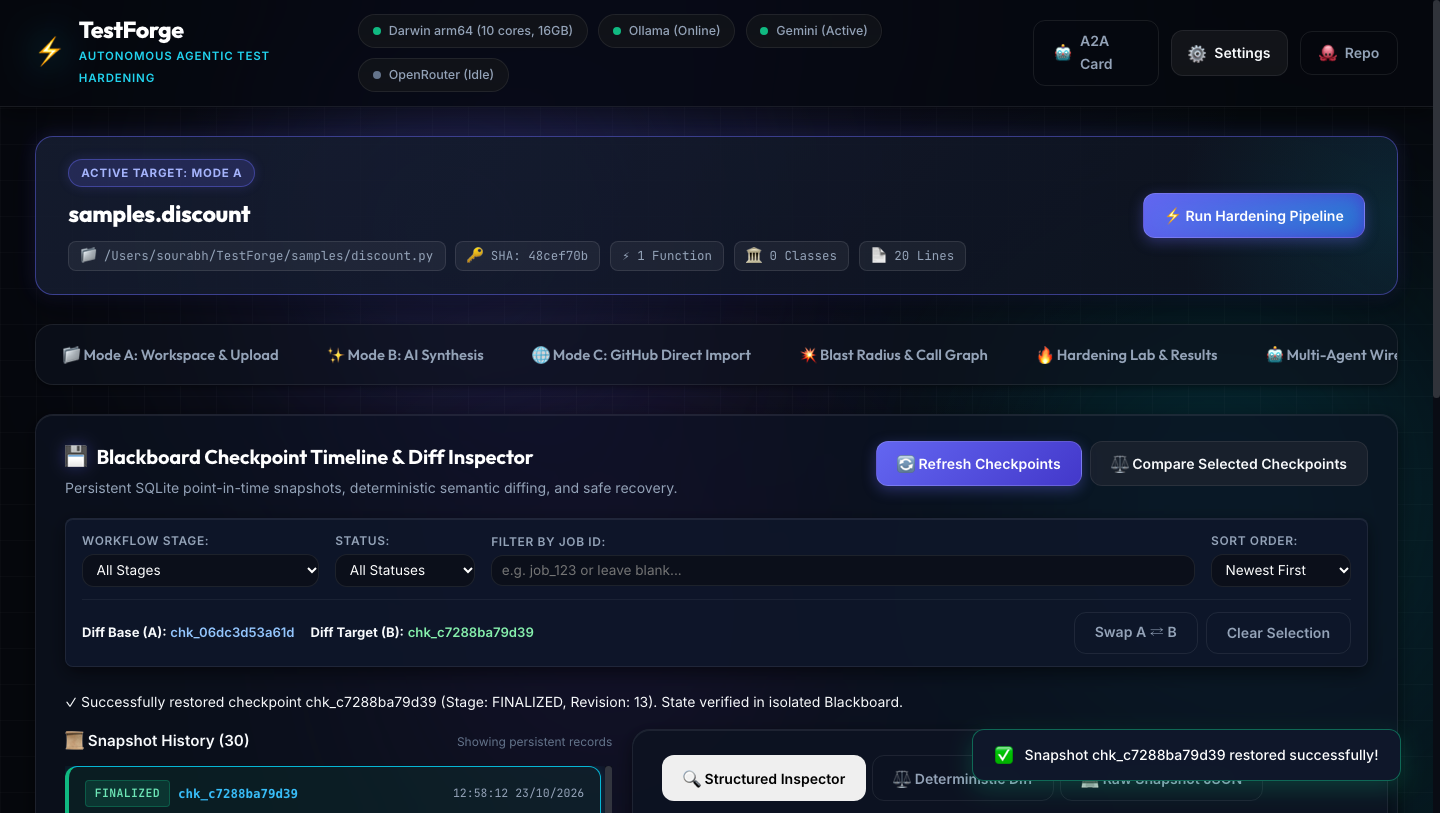 TestForge
AUTONOMOUS AGENTIC TEST
HARDENING
Darwin arm64 (10 cores, 16GB)
Ollama (Online)
Gemini (Active)
OpenRouter (Idle)
A2A
Card
Settings
Repo
ACTIVE TARGET: MODE A
samples.discount
/Users/sourabh/TestForge/samples/discount.py
SHA: 48cef70b
⚡ 1 Function
0 Classes
20 Lines
⚡ Run Hardening Pipeline
Mode A: Workspace & Upload
Mode B: AI Synthesis
Mode C: GitHub Direct Import
Blast Radius & Call Graph
Hardening Lab & Results
Multi-Agent Wire
Blackboard Checkpoint Timeline & Diff Inspector
Persistent SQLite point-in-time snapshots, deterministic semantic diffing, and safe recovery.
Refresh Checkpoints
Compare Selected Checkpoints
WORKFLOW STAGE:
All Stages
STATUS:
All Statuses
FILTER BY JOB ID:
e.g. job_123 or leave blank...
SORT ORDER:
Newest First
Diff Base (A): chk_06dc3d53a61d
Diff Target (B): chk_c7288ba79d39
Swap A ⇄ B
Clear Selection
✓ Successfully restored checkpoint chk_c7288ba79d39 (Stage: FINALIZED, Revision: 13). State verified in isolated Blackboard.
Snapshot History (30)
Showing persistent records
FINALIZED
chk_c7288ba79d39
12:58:12 23/10/2026
Structured Inspector
Deterministic Diff
Raw Snapshot JSON
Snapshot chk_c7288ba79d39 restored successfully!